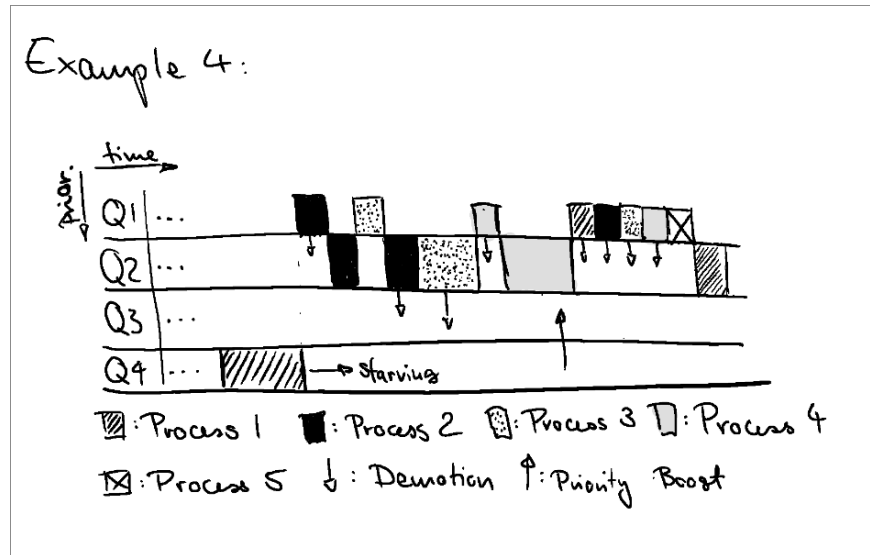 Example 4:
time
prior.
Q1 ...
Q2 ...
Q3 ...
Q4 ... → starving
: Process 1 : Process 2 : Process 3 : Process 4
: Process 5 ↓ : Demotion ↑ : Priority Boost